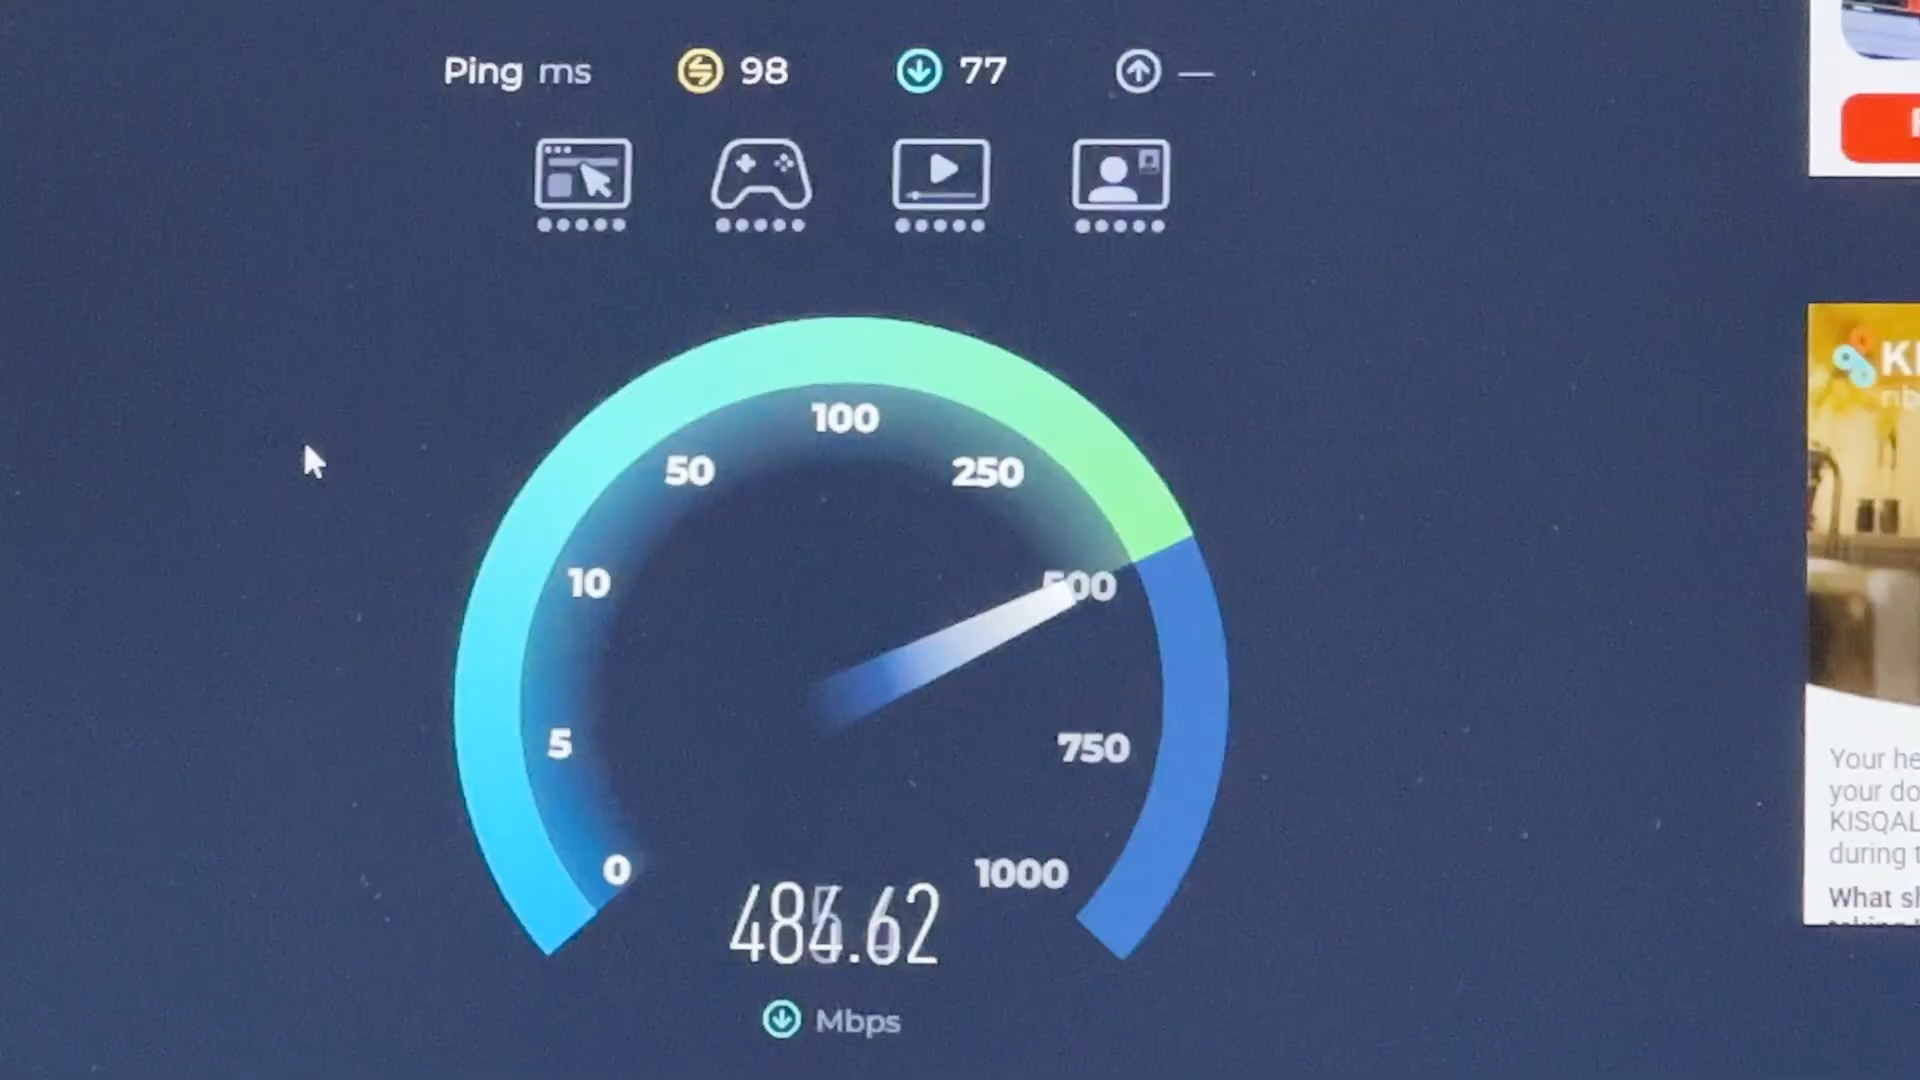 Ping ms 98 77 —
100
50 250
10 500
5 750
0 1000
Mbps
Your he
your do
KISQAL
during t
What sh